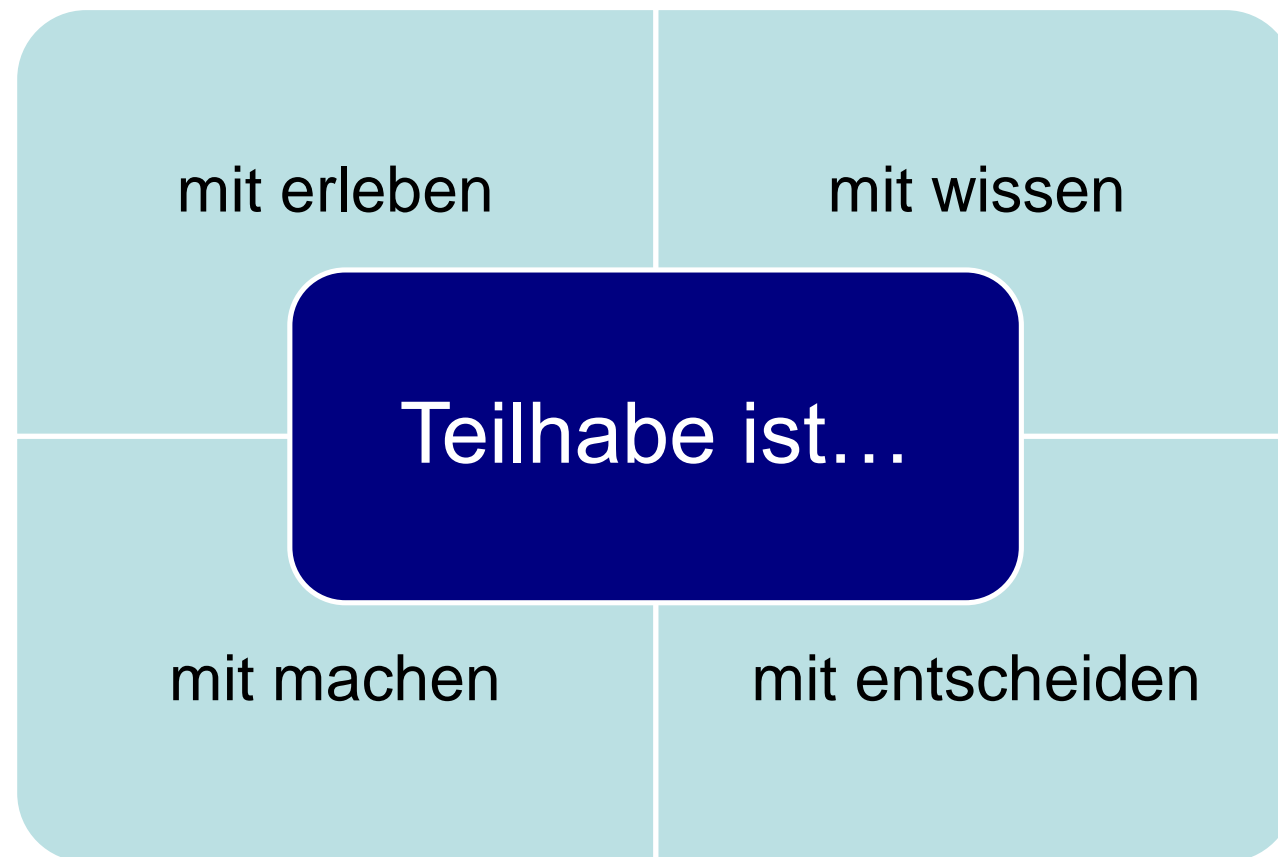 mit erleben
mit wissen
Teilhabe ist…
mit machen
mit entscheiden